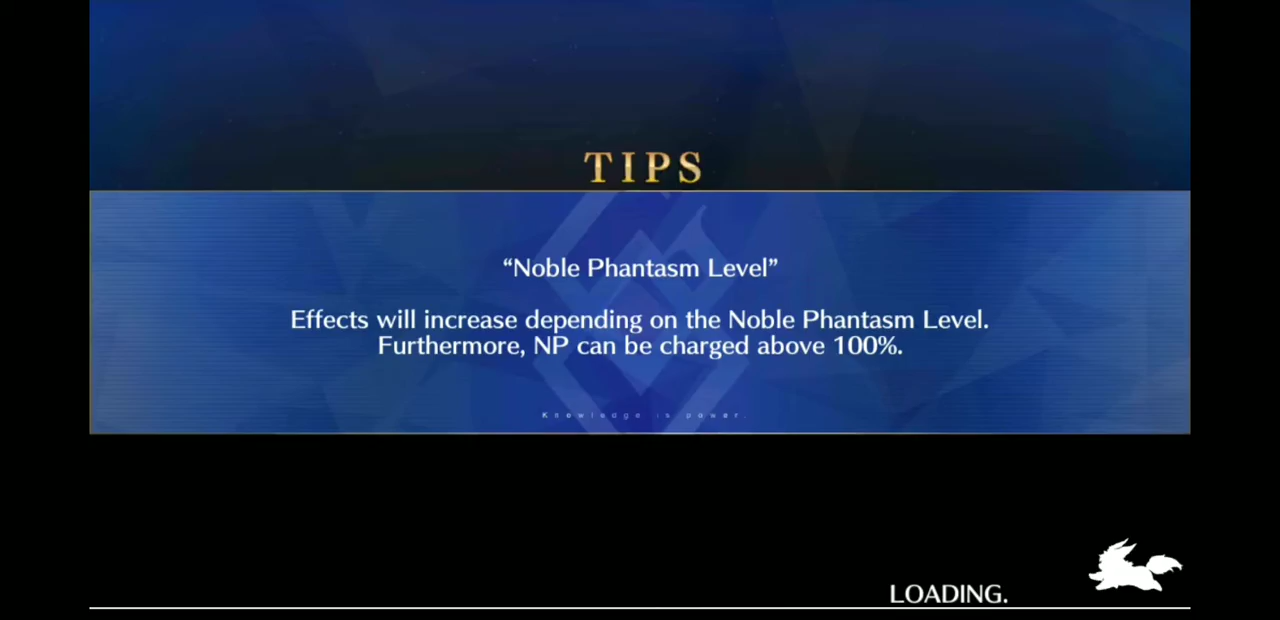 TIPS
“Noble Phantasm Level”
Effects will increase depending on the Noble Phantasm Level.
Furthermore, NP can be charged above 100%.
Knowledge is power.
LOADING.